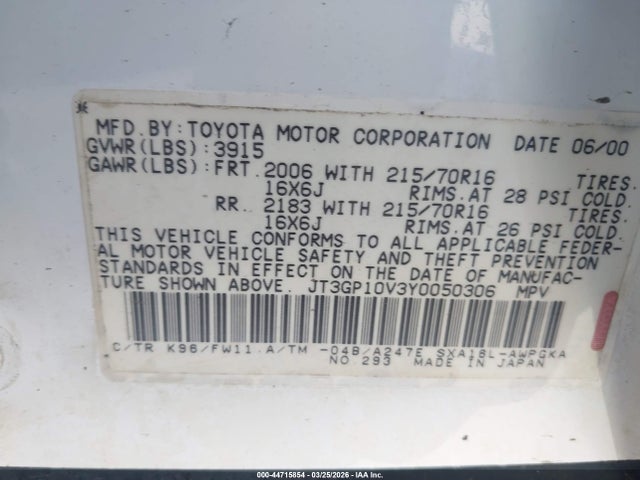 MFD.BY:TOYOTA MOTOR CORPORATION DATE 06/00
GVWR(LBS):3915
GAWR(LBS):FRT.2006 WITH 215/70R16 TIRES.
16X6J RIMS.AT 28 PSI COLD.
RR. 2183 WITH 215/70R16 TIRES.
16X6J RIMS.AT 26 PSI COLD.
THIS VEHICLE CONFORMS TO ALL APPLICABLE FEDER-
AL MOTOR VEHICLE SAFETY AND THEFT PREVENTION
STANDARDS IN EFFECT ON THE DATE OF MANUFAC-
TURE SHOWN ABOVE. JT3GP10V3Y0050306 MPV
C/TR K96/FW11.A/TM -04B/A247E SXA16L-AWPGKA
NO.293 MADE IN JAPAN
000-44715854 | 03/25/2026 | IAA Inc.